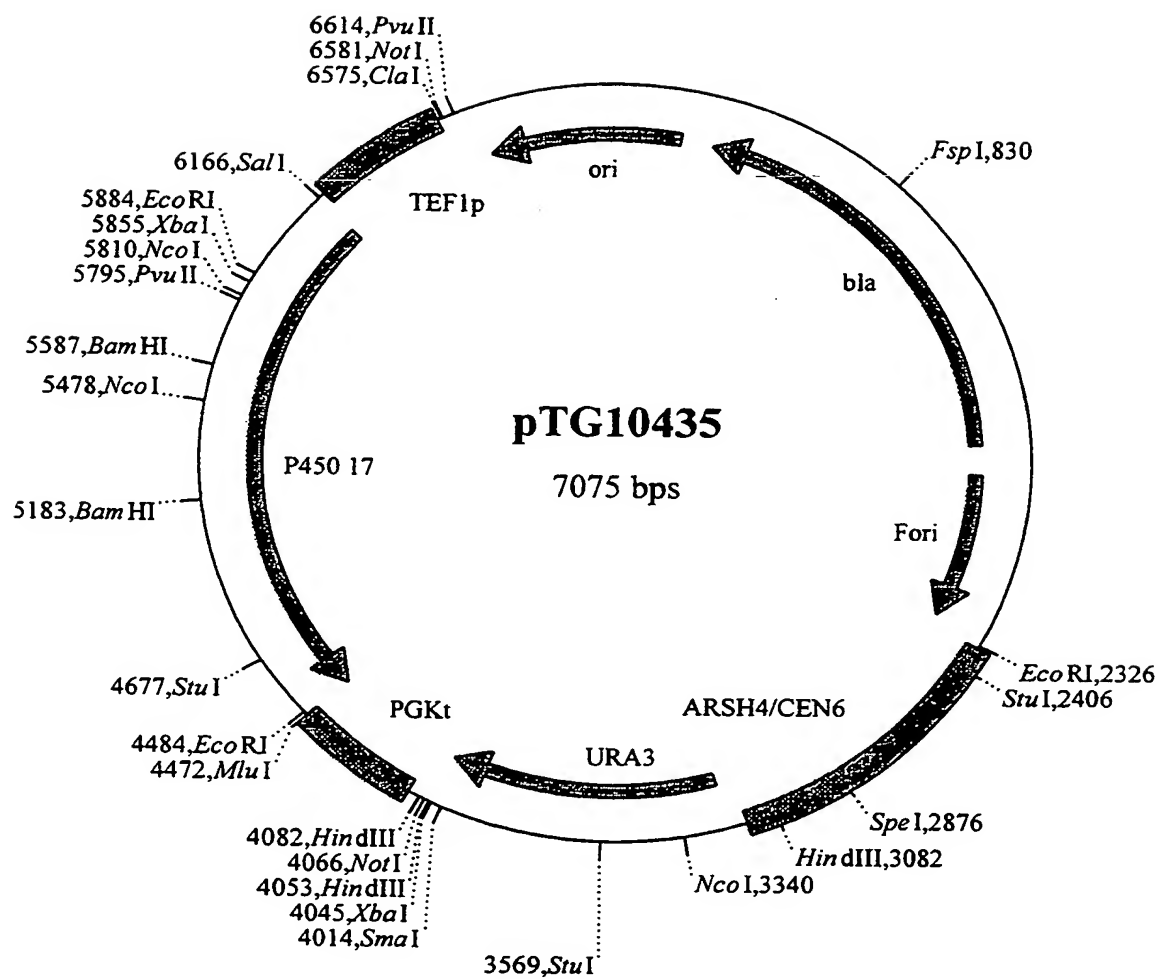 6614,PvuII
6581,NotI
6575,ClaI
6166,SalI
5884,EcoRI
5855,XbaI
5810,NcoI
5795,PvuII
5587,BamHI
5478,NcoI
5183,BamHI
4677,StuI
4484,EcoRI
4472,MluI
4082,HindIII
4066,NotI
4053,HindIII
4045,XbaI
4014,SmaI
3569,StuI
NcoI,3340
HindIII,3082
SpeI,2876
StuI,2406
EcoRI,2326
FspI,830
ori
TEF1p
bla
pTG10435
7075 bps
P450 17
Fori
PGKt
ARSH4/CEN6
URA3